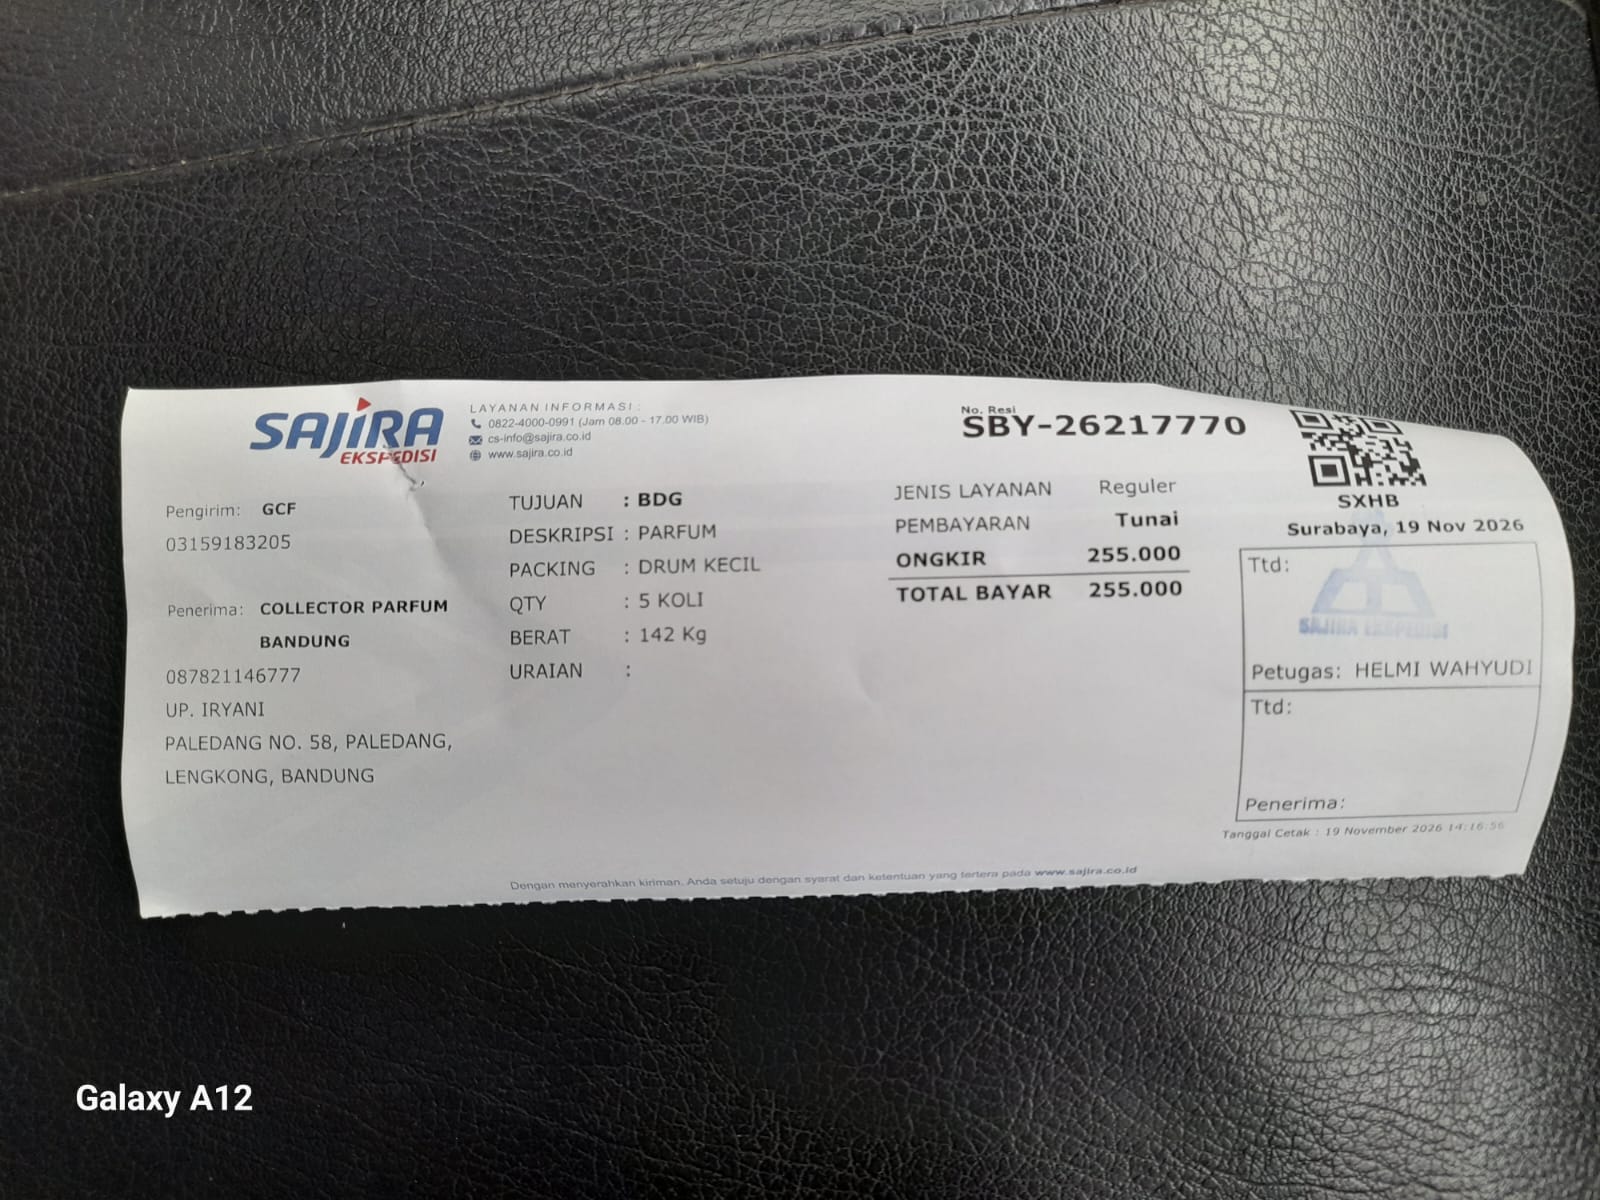 SAJIRA
EKSPEDISI
LAYANAN INFORMASI :
0822-4000-0991 (Jam 08.00 - 17.00 WIB)
cs-info@sajira.co.id
www.sajira.co.id
No. Resi
SBY-26217770
SXHB
Surabaya, 19 Nov 2026
Pengirim: GCF
03159183205
Penerima: COLLECTOR PARFUM
BANDUNG
087821146777
UP. IRYANI
PALEDANG NO. 58, PALEDANG,
LENGKONG, BANDUNG
TUJUAN : BDG
DESKRIPSI : PARFUM
PACKING : DRUM KECIL
QTY : 5 KOLI
BERAT : 142 Kg
URAIAN :
JENIS LAYANAN Reguler
PEMBAYARAN Tunai
ONGKIR 255.000
TOTAL BAYAR 255.000
Ttd:
SAJIRA EKSPEDISI
Petugas: HELMI WAHYUDI
Ttd:
Penerima:
Tanggal Cetak : 19 November 2026 14:16:56
Dengan menyerahkan kiriman. Anda setuju dengan syarat dan ketentuan yang tertera pada www.sajira.co.id
Galaxy A12